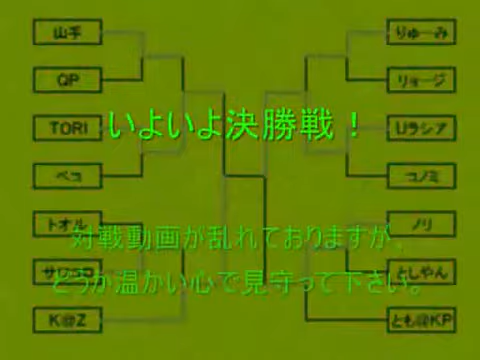 山手
りゅーみ
QP
リョージ
TORI
いよいよ決勝戦！
Uラシア
ペコ
コノミ
トオル
ノリ
対戦動画が乱れておりますが、
としやん
どうか温かい心で見守って下さい。
K@Z
とも@KP